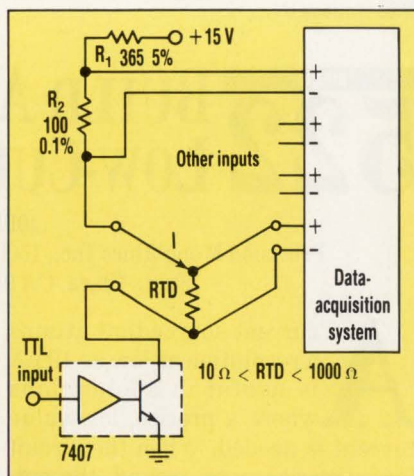 +15 V
R1 365 5%
R2
100
0.1%
+
-
+
-
Other inputs
+
-
I
+
-
RTD
Data-
acquisition
system
TTL
input
10 Ω < RTD < 1000 Ω
7407